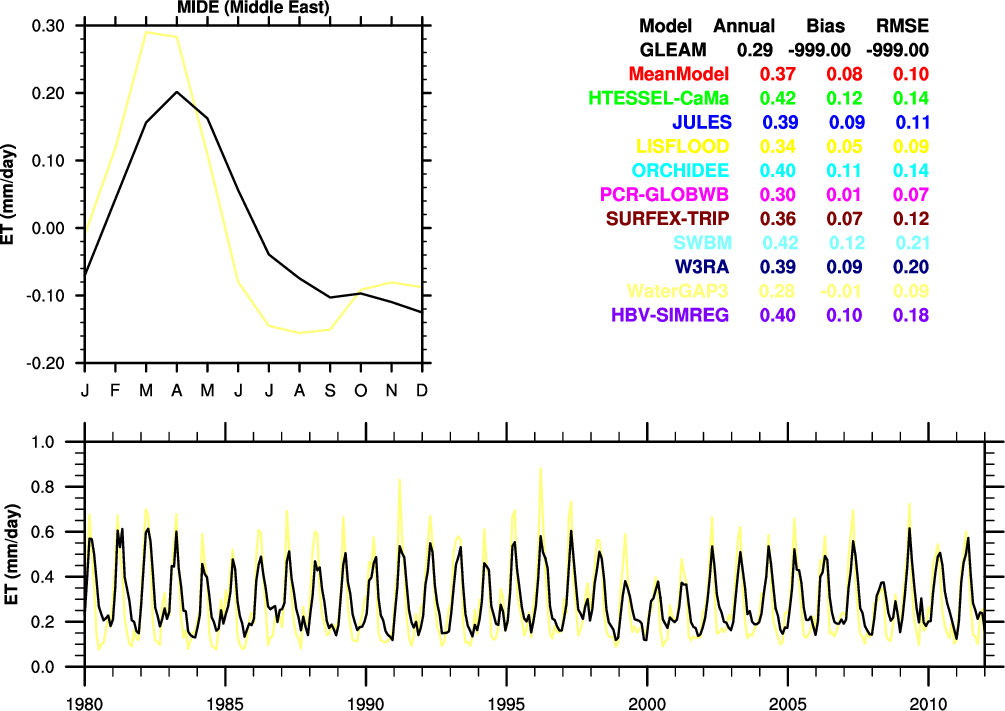 MIDE (Middle East)
ET (mm/day)
0.30
0.20
0.10
0.00
-0.10
-0.20
J F M A M J J A S O N D
Model Annual Bias RMSE
GLEAM 0.29 -999.00 -999.00
MeanModel 0.37 0.08 0.10
HTESSEL-CaMa 0.42 0.12 0.14
JULES 0.39 0.09 0.11
LISFLOOD 0.34 0.05 0.09
ORCHIDEE 0.40 0.11 0.14
PCR-GLOBWB 0.30 0.01 0.07
SURFEX-TRIP 0.36 0.07 0.12
SWBM 0.42 0.12 0.21
W3RA 0.39 0.09 0.20
WaterGAP3 0.28 -0.01 0.09
HBV-SIMREG 0.40 0.10 0.18
ET (mm/day)
1.0
0.8
0.6
0.4
0.2
0.0
1980 1985 1990 1995 2000 2005 2010